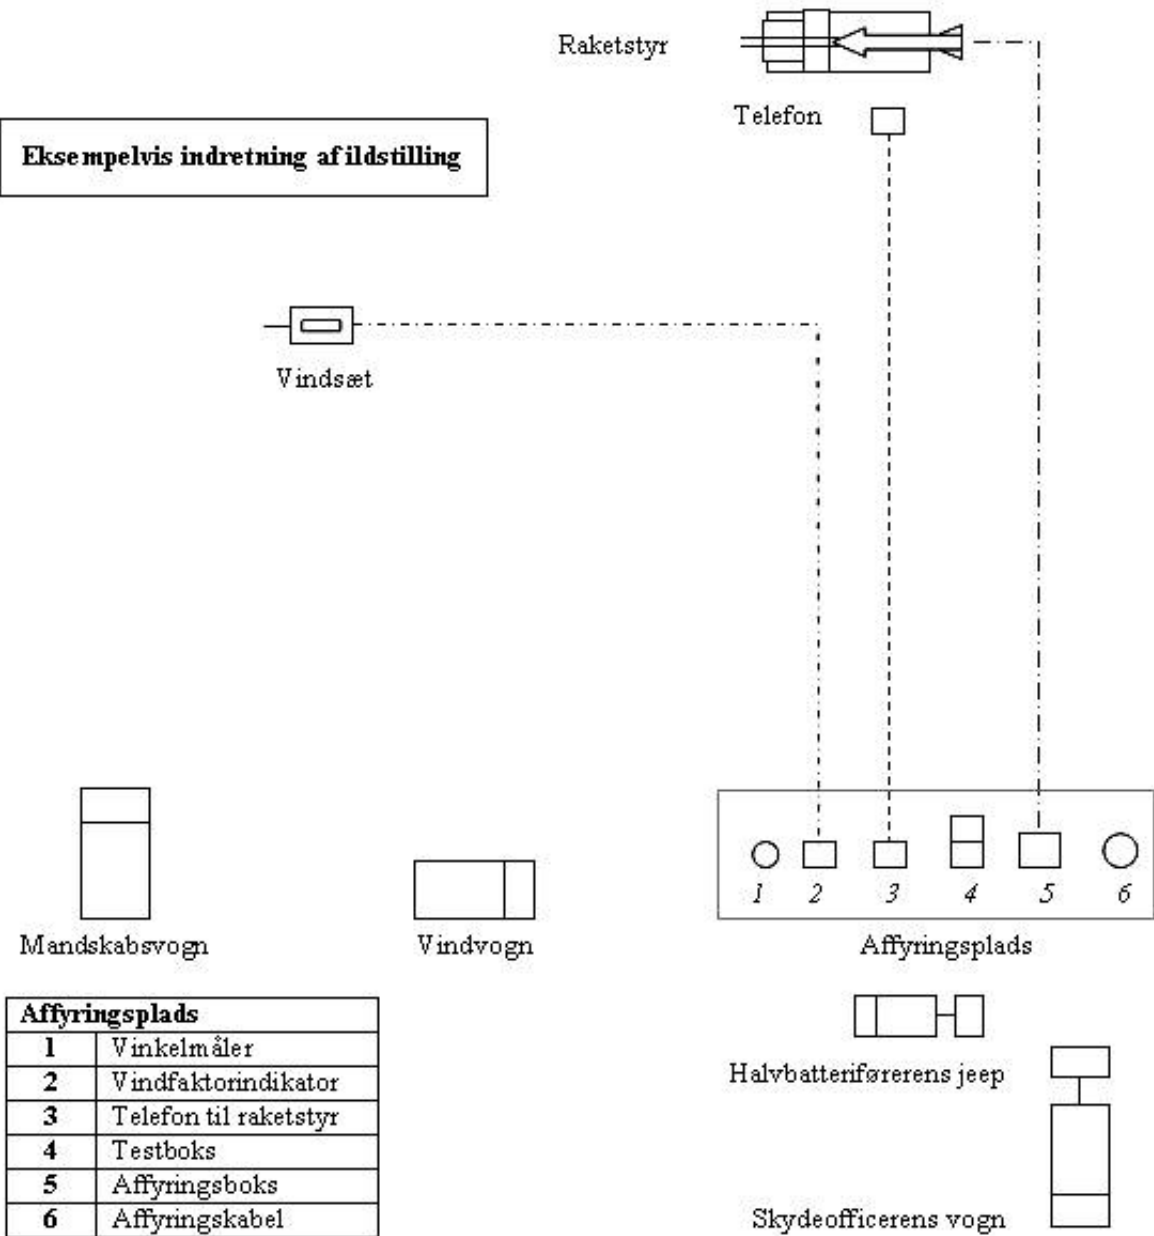 Raketstyr
Telefon
Eksempelvis indretning af ildstilling
Vindsæt
1 2 3 4 5 6
Mandskabsvogn
Vindvogn
Affyringsplads
Affyringsplads
1 Vinkelmåler
2 Vindfaktorindikator
3 Telefon til raketstyr
4 Testboks
5 Affyringsboks
6 Affyringskabel
Halvbatteriførerens jeep
Skydeofficerens vogn